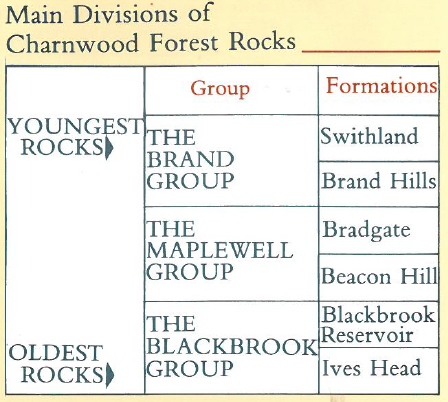 Main Divisions of
Charnwood Forest Rocks
Group
Formations
YOUNGEST
ROCKS
THE
BRAND
GROUP
Swithland
Brand Hills
THE
MAPLEWELL
GROUP
Bradgate
Beacon Hill
OLDEST
ROCKS
THE
BLACKBROOK
GROUP
Blackbrook
Reservoir
Ives Head